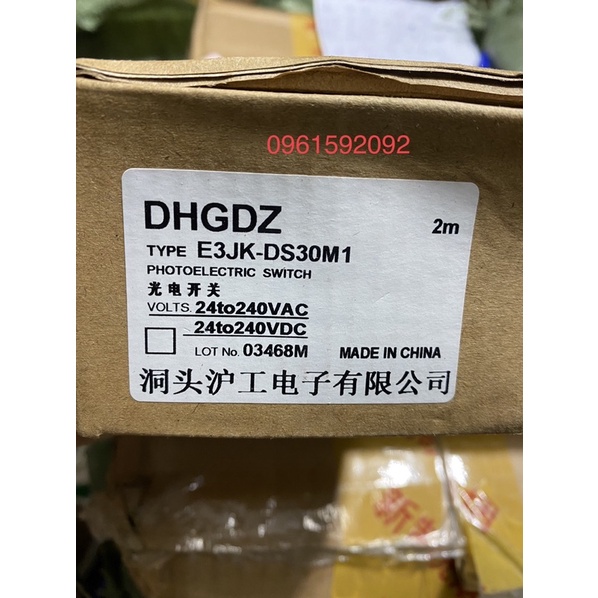 0961592092
DHGDZ 2m
TYPE E3JK-DS30M1
PHOTOELECTRIC SWITCH
光电开关
VOLTS. 24to240VAC
24to240VDC
LOT No. 03468M MADE IN CHINA
洞头沪工电子有限公司
新